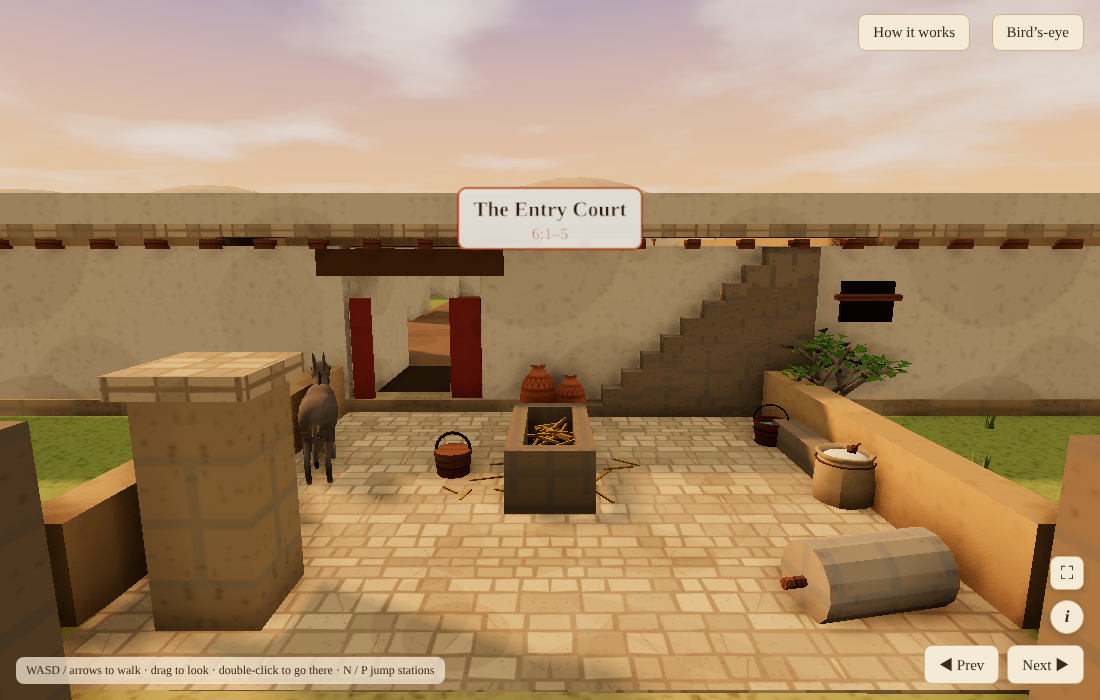 How it works
Bird’s-eye
The Entry Court
6:1–5
i
WASD / arrows to walk · drag to look · double-click to go there · N / P jump stations
◀ Prev
Next ▶